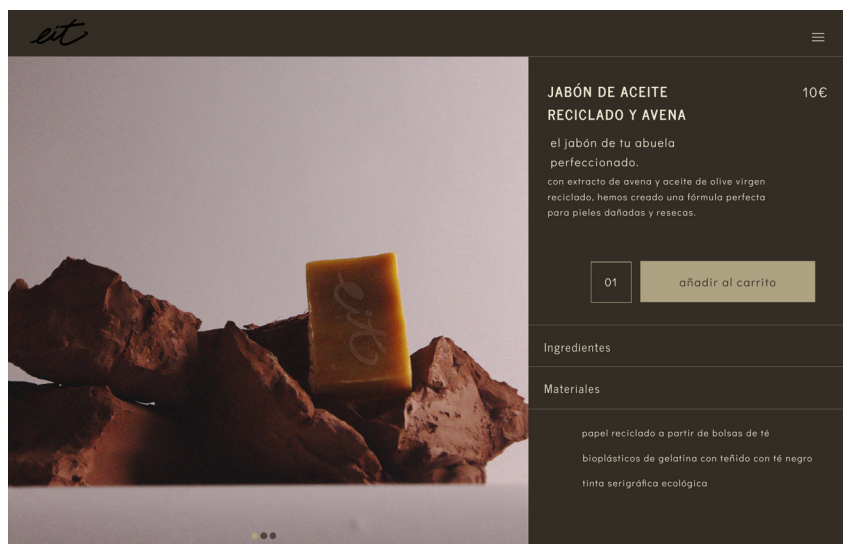 eit
JABÓN DE ACEITE
RECICLADO Y AVENA
10€
el jabón de tu abuela
perfeccionado.
con extracto de avena y aceite de olive virgen
reciclado, hemos creado una fórmula perfecta
para pieles dañadas y resecas.
01
añadir al carrito
eit
Ingredientes
Materiales
papel reciclado a partir de bolsas de té
bioplásticos de gelatina con teñido con té negro
tinta serigráfica ecológica